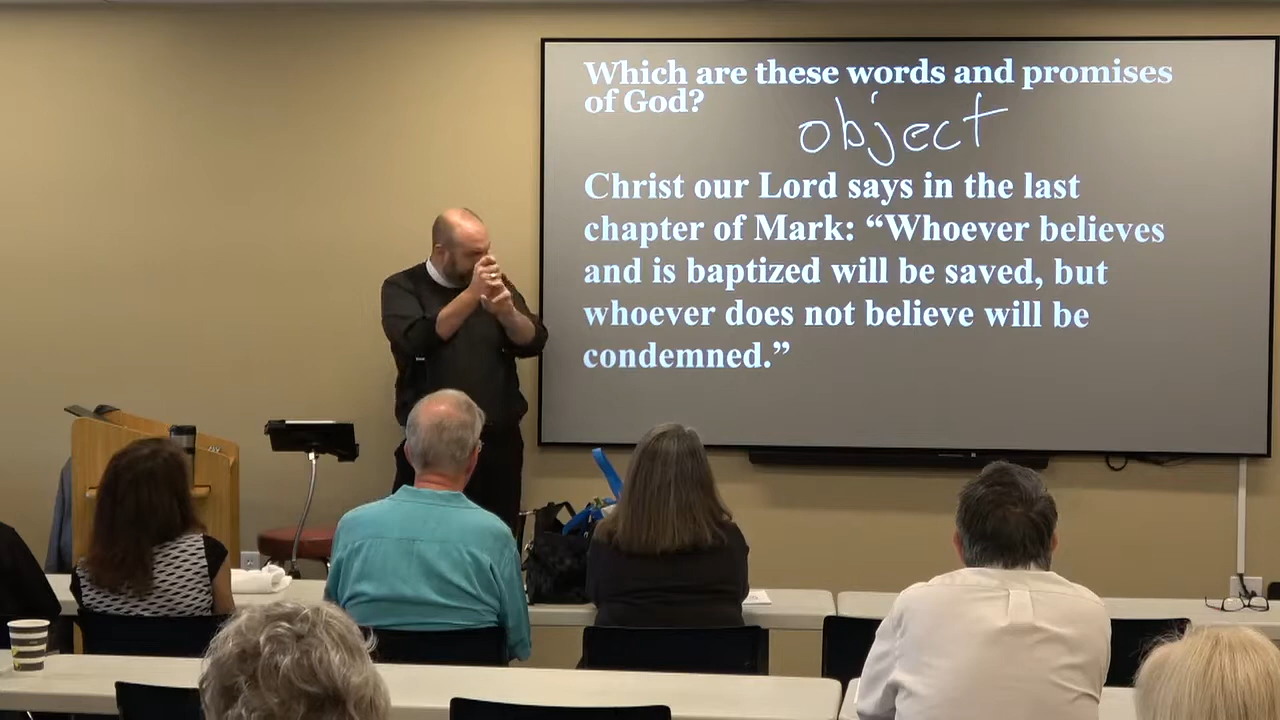 Which are these words and promises
of God?
object
Christ our Lord says in the last
chapter of Mark: “Whoever believes
and is baptized will be saved, but
whoever does not believe will be
condemned.”